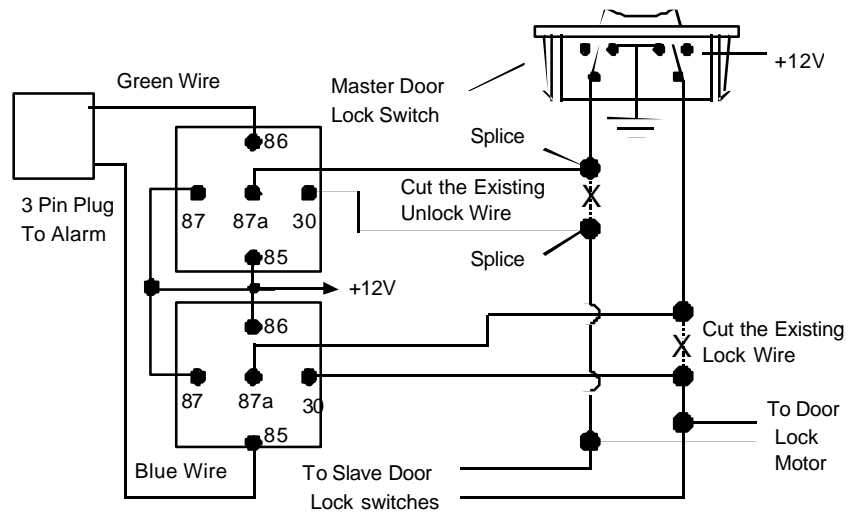 +12V
Green Wire
Master Door
Lock Switch
86
Splice
3 Pin Plug
To Alarm
87
87a
30
Cut the Existing
Unlock Wire
X
85
Splice
+12V
86
Cut the Existing
Lock Wire
X
87
87a
30
85
To Door
Lock
Motor
Blue Wire
To Slave Door
Lock switches